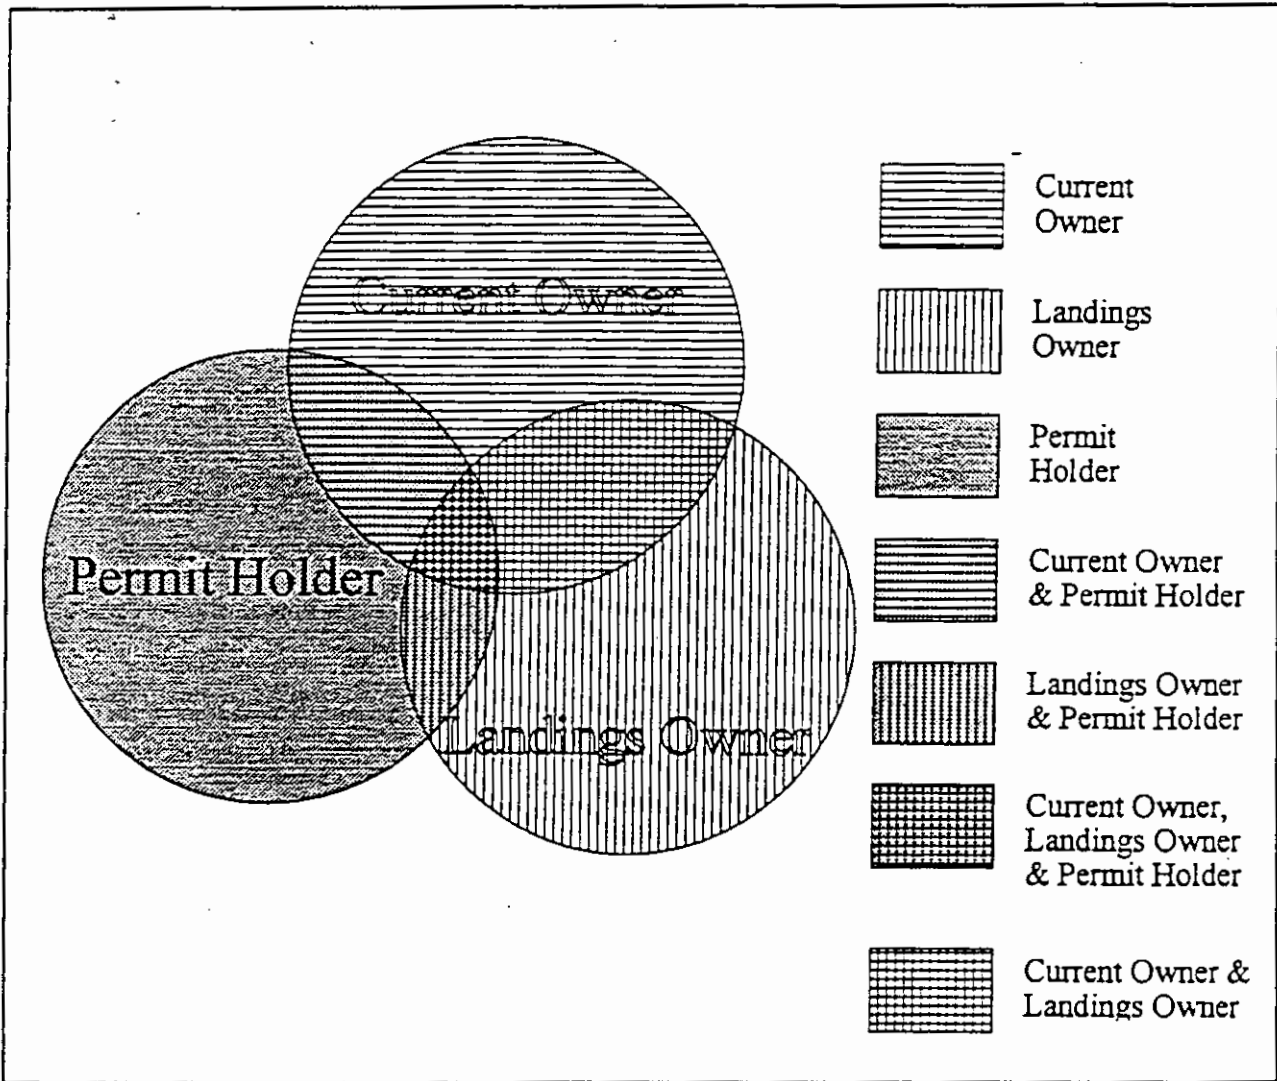 Current Owner
Permit Holder
Landings Owner
Current
Owner
Landings
Owner
Permit
Holder
Current Owner
& Permit Holder
Landings Owner
& Permit Holder
Current Owner,
Landings Owner
& Permit Holder
Current Owner &
Landings Owner